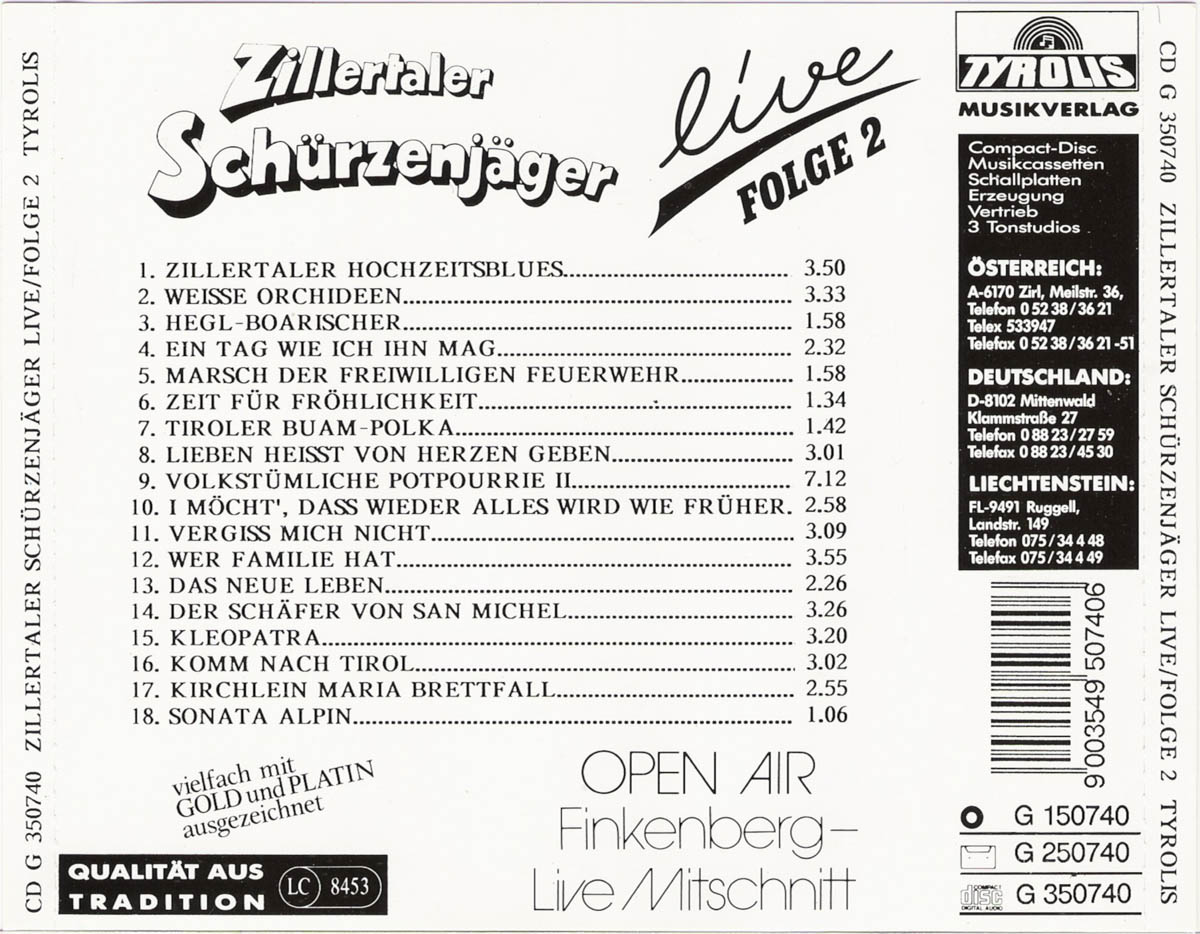 CD G 350740 ZILLERTALER SCHÜRZENJÄGER LIVE/FOLGE 2 TYROLIS
Zillertaler
Schürzenjäger
live
FOLGE 2
1. ZILLERTALER HOCHZEITSBLUES 3.50
2. WEISSE ORCHIDEEN 3.33
3. HEGL-BOARISCHER 1.58
4. EIN TAG WIE ICH IHN MAG 2.32
5. MARSCH DER FREIWILLIGEN FEUERWEHR 1.58
6. ZEIT FÜR FRÖHLICHKEIT 1.34
7. TIROLER BUAM-POLKA 1.42
8. LIEBEN HEISST VON HERZEN GEBEN 3.01
9. VOLKSTÜMLICHE POTPOURRIE II 7.12
10. I MÖCHT', DASS WIEDER ALLES WIRD WIE FRÜHER. 2.58
11. VERGISS MICH NICHT 3.09
12. WER FAMILIE HAT 3.55
13. DAS NEUE LEBEN 2.26
14. DER SCHÄFER VON SAN MICHEL 3.26
15. KLEOPATRA 3.20
16. KOMM NACH TIROL 3.02
17. KIRCHLEIN MARIA BRETTFALL 2.55
18. SONATA ALPIN 1.06
vielfach mit
GOLD und PLATIN
ausgezeichnet
QUALITÄT AUS
TRADITION
LC 8453
OPEN AIR
Finkenberg–
Live Mitschnitt
TYROLIS
MUSIKVERLAG
Compact-Disc
Musikcassetten
Schallplatten
Erzeugung
Vertrieb
3 Tonstudios
ÖSTERREICH:
A-6170 Zirl, Meilstr. 36,
Telefon 0 52 38/36 21
Telex 533947
Telefax 0 52 38/36 21-51
DEUTSCHLAND:
D-8102 Mittenwald
Klammstraße 27
Telefon 0 88 23/27 59
Telefax 0 88 23/45 30
LIECHTENSTEIN:
FL-9491 Ruggell,
Landstr. 149
Telefon 075/34 4 48
Telefax 075/34 4 49
9 003549 507406
G 150740
G 250740
COMPACT
disc
DIGITAL AUDIO
G 350740
CD G 350740 ZILLERTALER SCHÜRZENJÄGER LIVE/FOLGE 2 TYROLIS